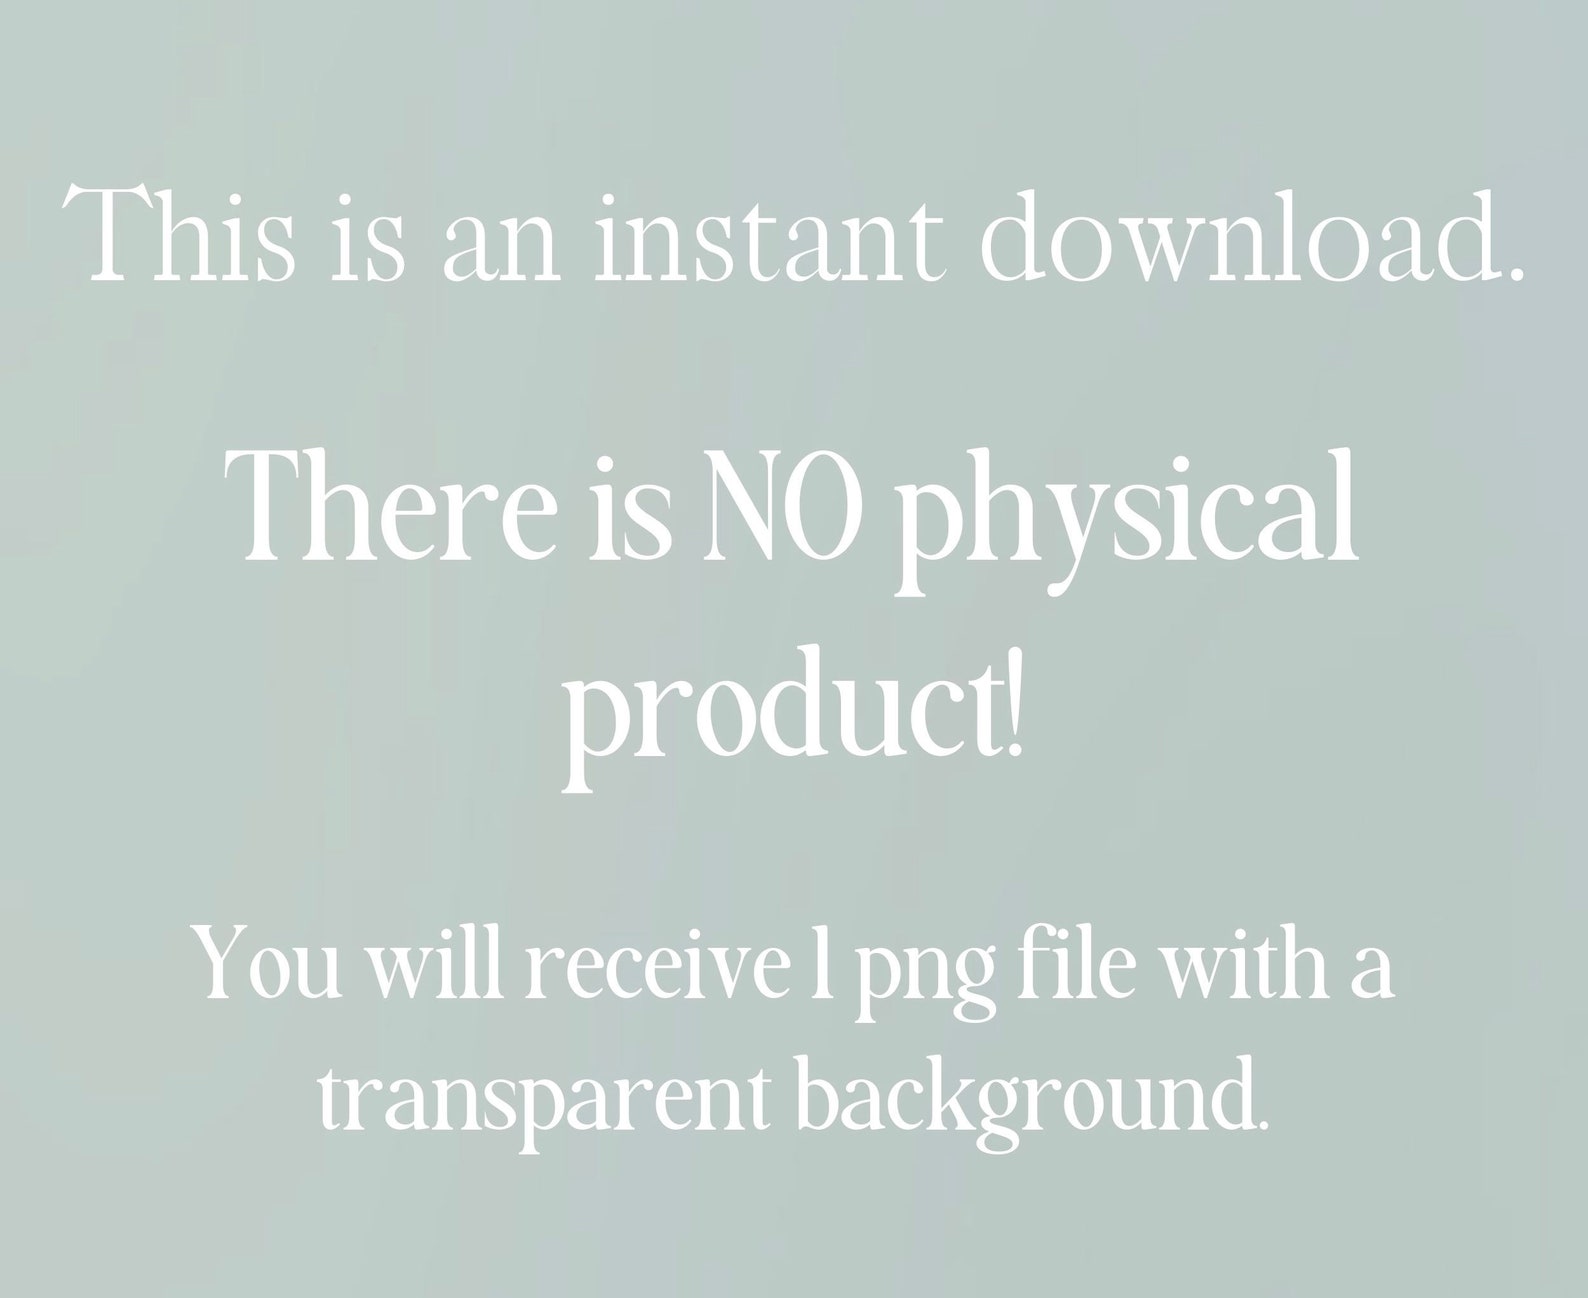 This is an instant download.
There is NO physical
product!
You will receive 1 png file with a
transparent background.